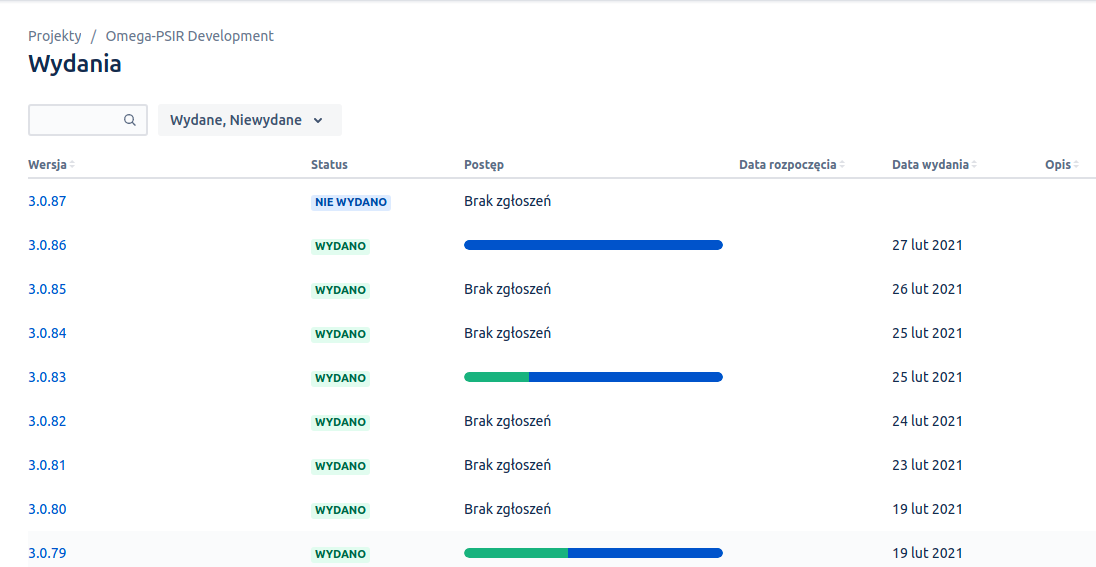 Projekty / Omega-PSIR Development
Wydania
Wydane, Niewydane
Wersja Status Postęp Data rozpoczęcia Data wydania Opis
3.0.87 NIE WYDANO Brak zgłoszeń
3.0.86 WYDANO 27 lut 2021
3.0.85 WYDANO Brak zgłoszeń 26 lut 2021
3.0.84 WYDANO Brak zgłoszeń 25 lut 2021
3.0.83 WYDANO 25 lut 2021
3.0.82 WYDANO Brak zgłoszeń 24 lut 2021
3.0.81 WYDANO Brak zgłoszeń 23 lut 2021
3.0.80 WYDANO Brak zgłoszeń 19 lut 2021
3.0.79 WYDANO 19 lut 2021